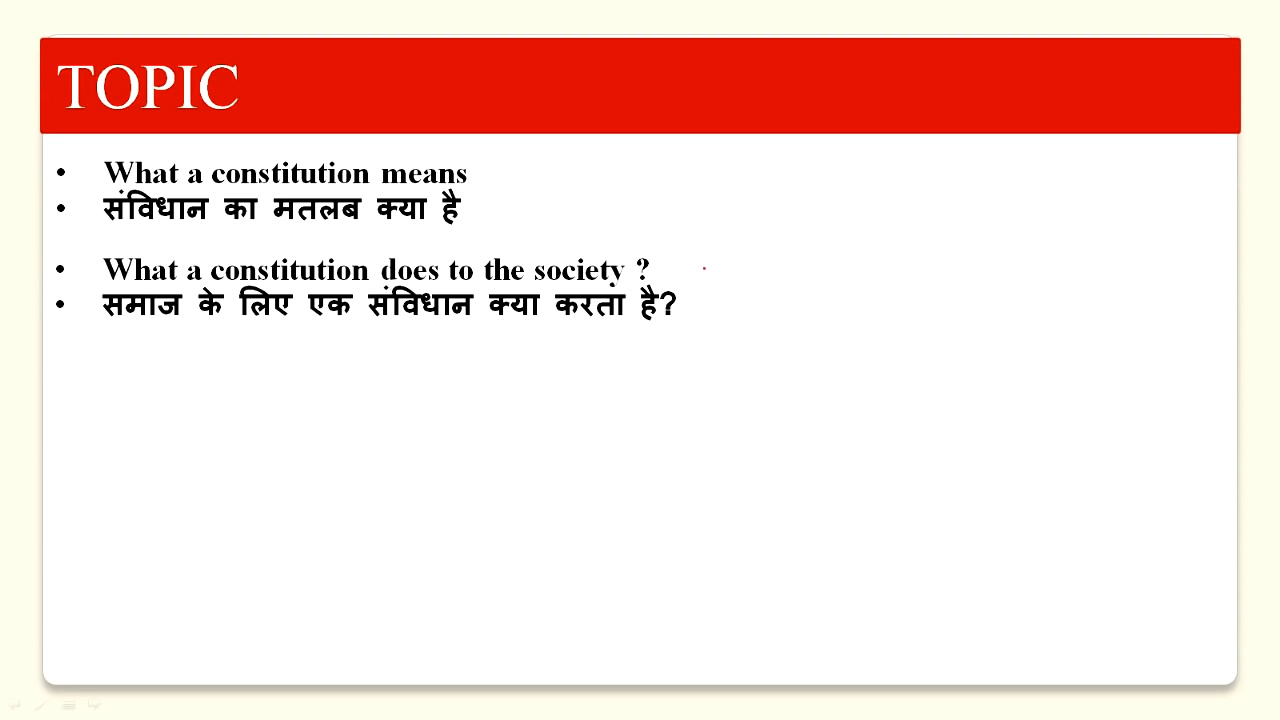 TOPIC
• What a constitution means
• संविधान का मतलब क्या है
• What a constitution does to the society ?
• समाज के लिए एक संविधान क्या करता है?